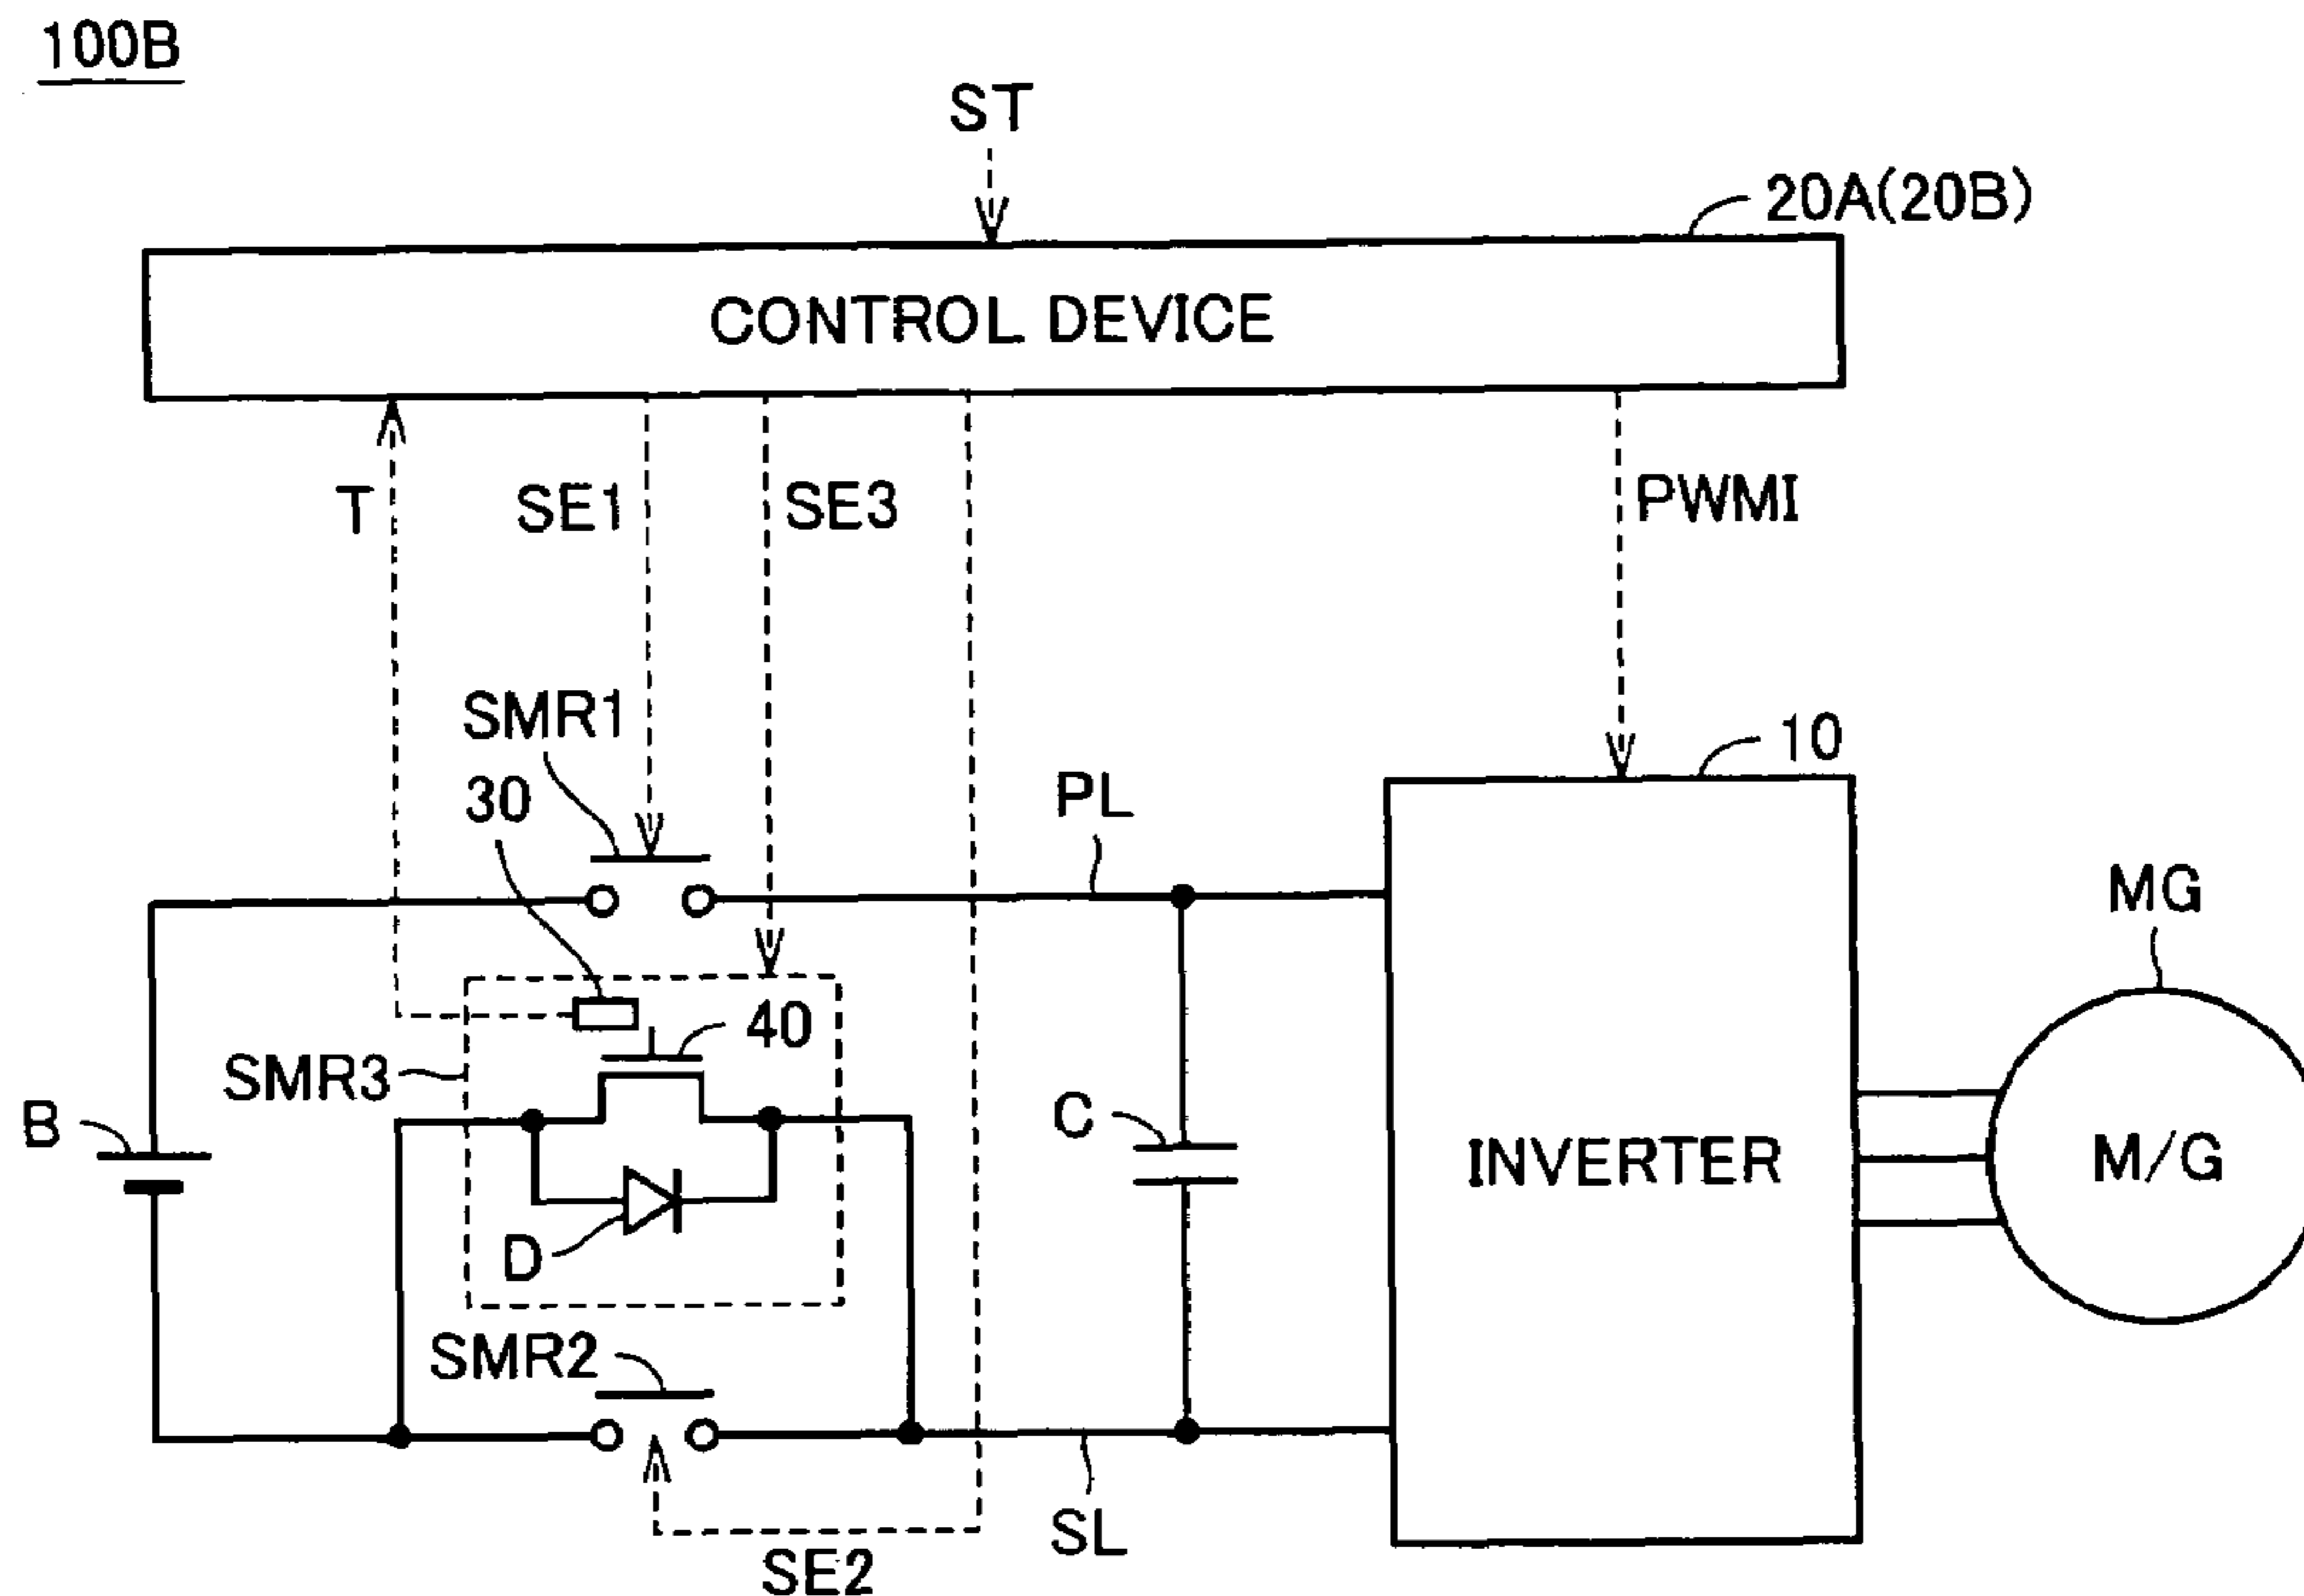 100B
ST
20A(20B)
CONTROL DEVICE
T
SE1
SE3
PWMI
SMR1
30
PL
10
MG
40
SMR3
B
C
INVERTER
M/G
D
SMR2
SL
SE2